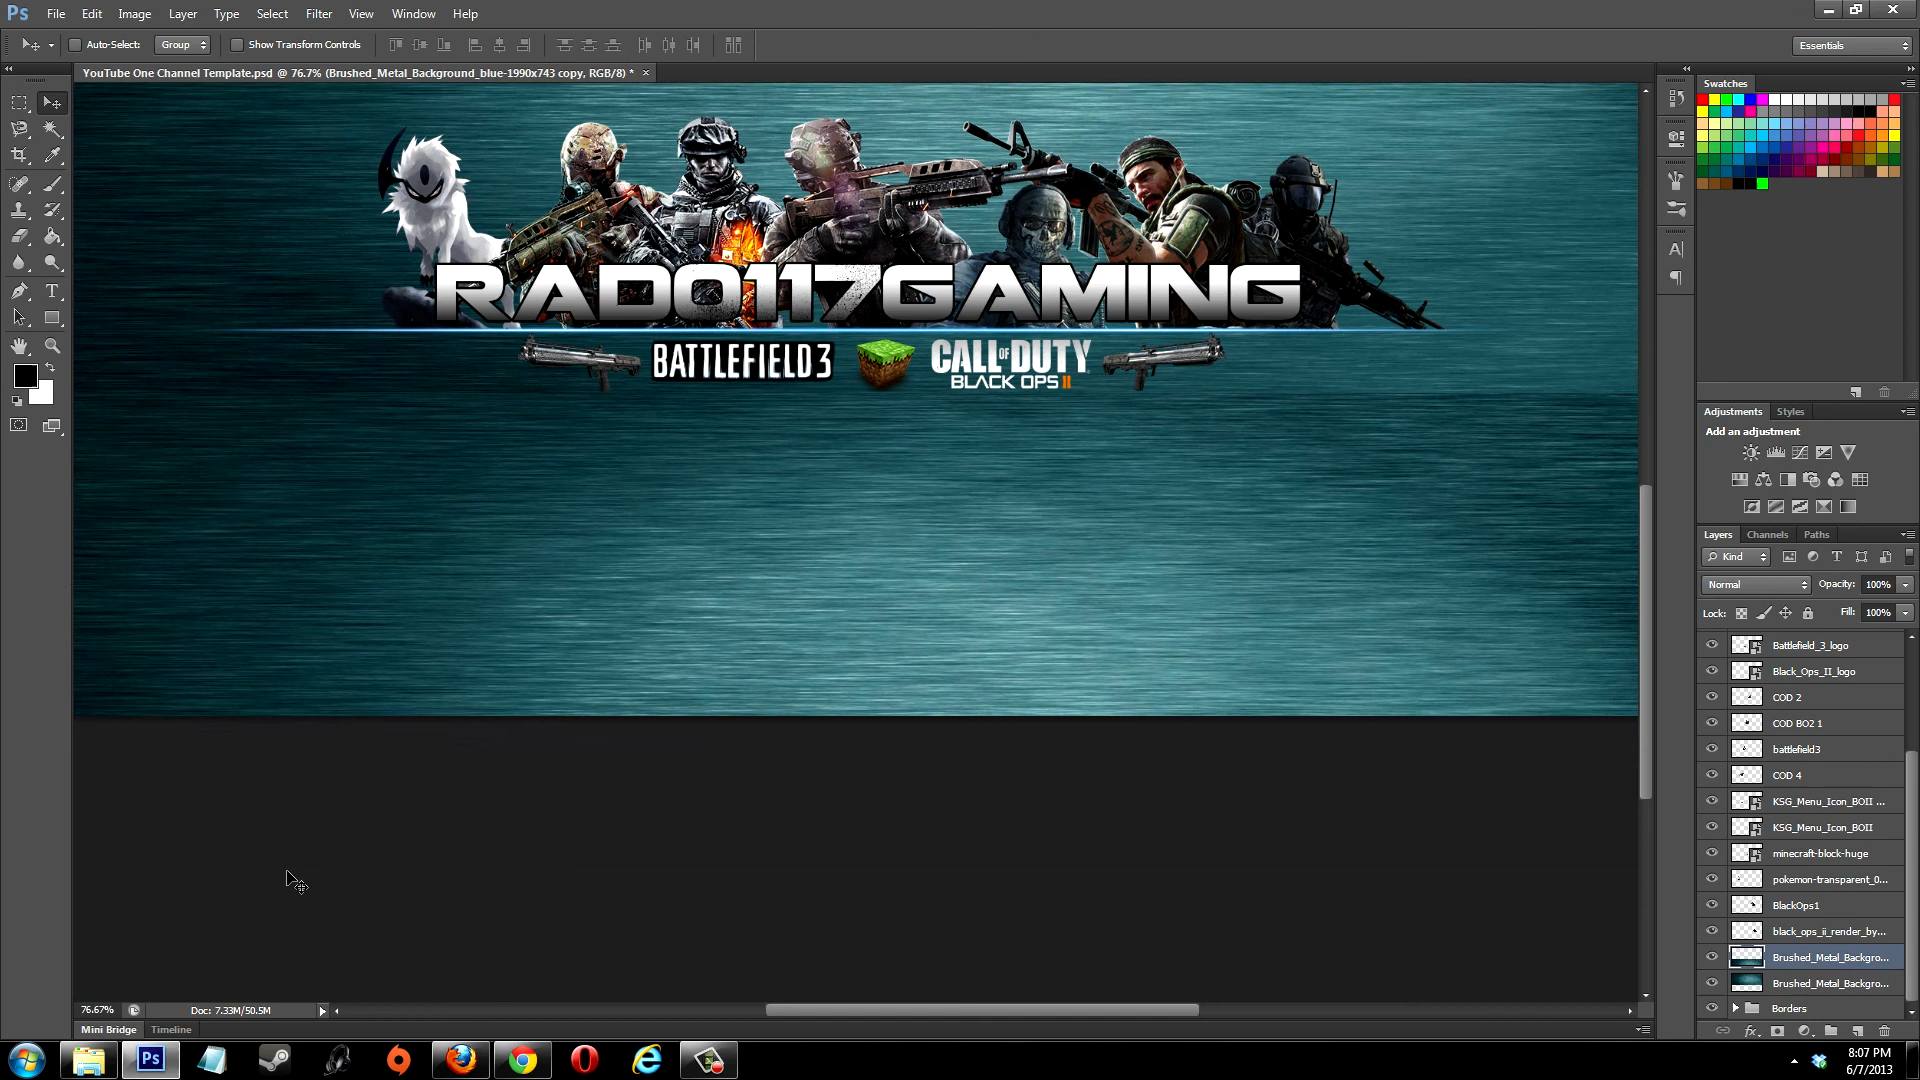 Ps File Edit Image Layer Type Select Filter View Window Help
Auto-Select: Group Show Transform Controls Essentials
YouTube One Channel Template.psd @ 76.7% (Brushed_Metal_Background_blue-1990x743 copy, RGB/8) * ×
Swatches
RADO117GAMING
BATTLEFIELD 3
CALL OF DUTY
BLACK OPS II
Adjustments Styles
Add an adjustment
Layers Channels Paths
Kind
Normal Opacity: 100%
Lock: Fill: 100%
Battlefield_3_logo
Black_Ops_II_logo
COD 2
COD BO2 1
battlefield3
COD 4
KSG_Menu_Icon_BOII ...
KSG_Menu_Icon_BOII
minecraft-block-huge
pokemon-transparent_0...
BlackOps1
black_ops_ii_render_by...
Brushed_Metal_Backgro...
Brushed_Metal_Backgro...
Borders
76.67% Doc: 7.33M/50.5M
Mini Bridge Timeline
Ps
8:07 PM
6/7/2013